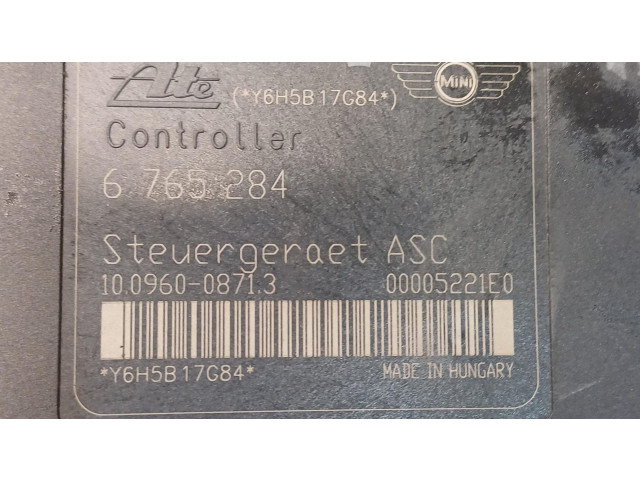 Ate (*Y6H5B17G84*) MINI
Controller
6 765 284
Steuergeraet ASC
10.0960-0871.3 00005221E0
*Y6H5B17G84* MADE IN HUNGARY